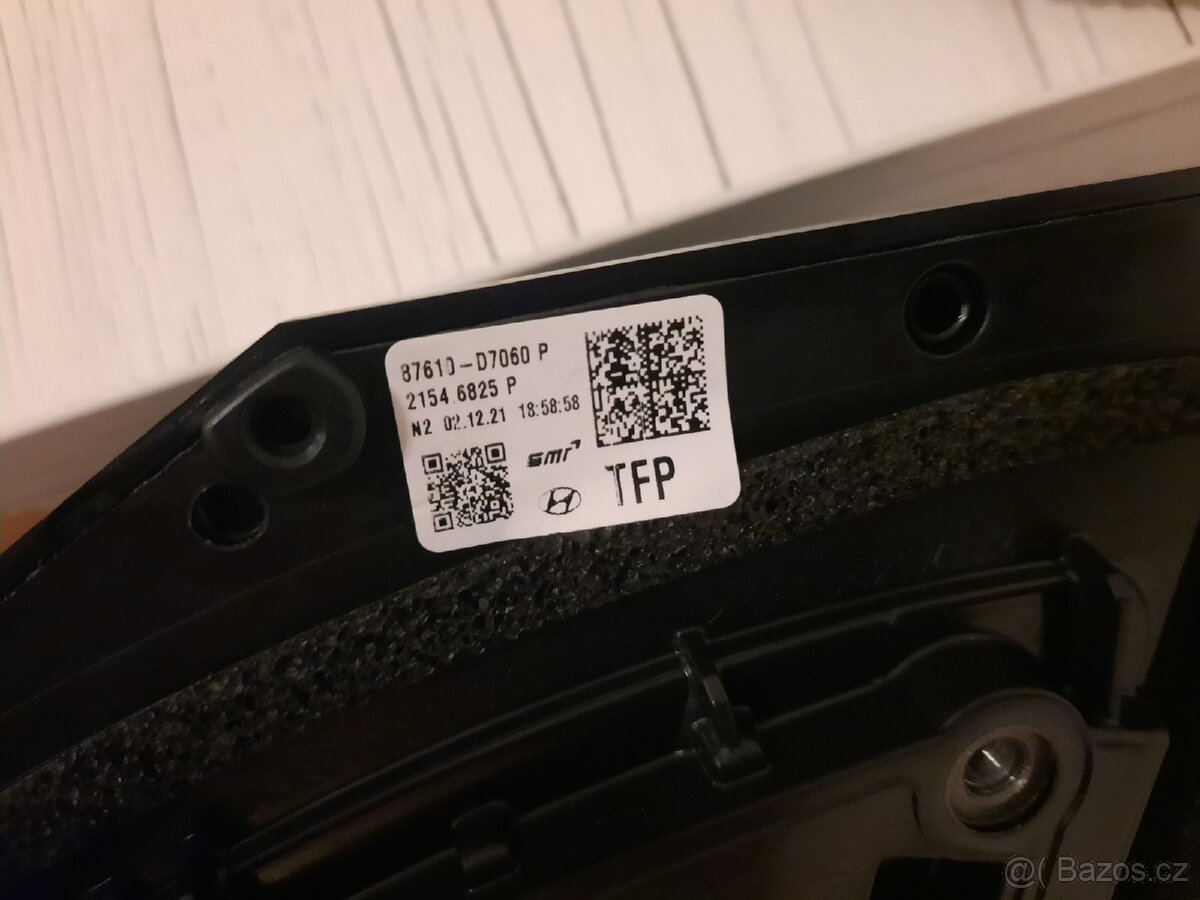 87610-D7060 P
2154.6825 P
N2 02.12.21 18:58:58
smr
TFP
@( Bazos.cz